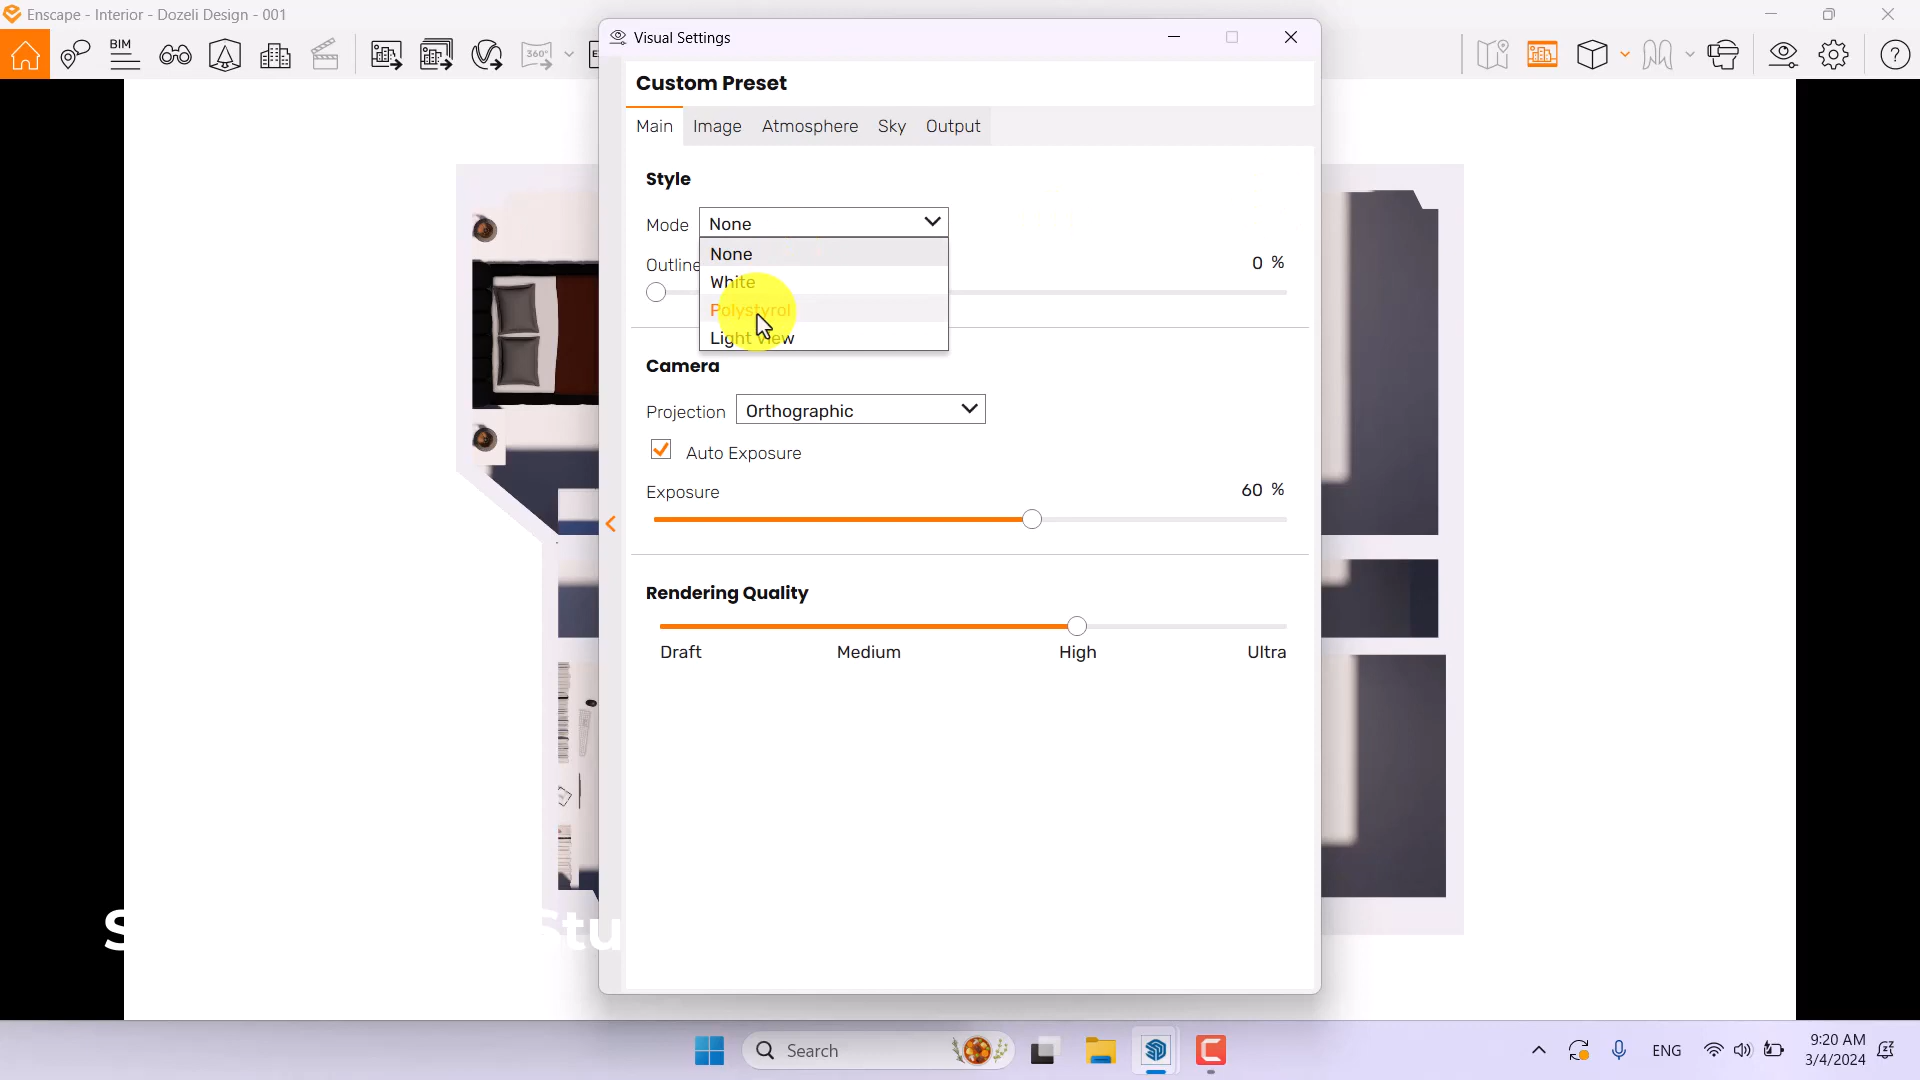 Enscape - Interior - Dozeli Design - 001
Visual Settings
BIM
360°
Custom Preset
Main Image Atmosphere Sky Output
Style
Mode None
None
Outline 0 %
White
Polystyrol
Light View
Camera
Projection Orthographic
Auto Exposure
Exposure 60 %
Rendering Quality
Draft Medium High Ultra
Search
ENG
9:20 AM
3/4/2024